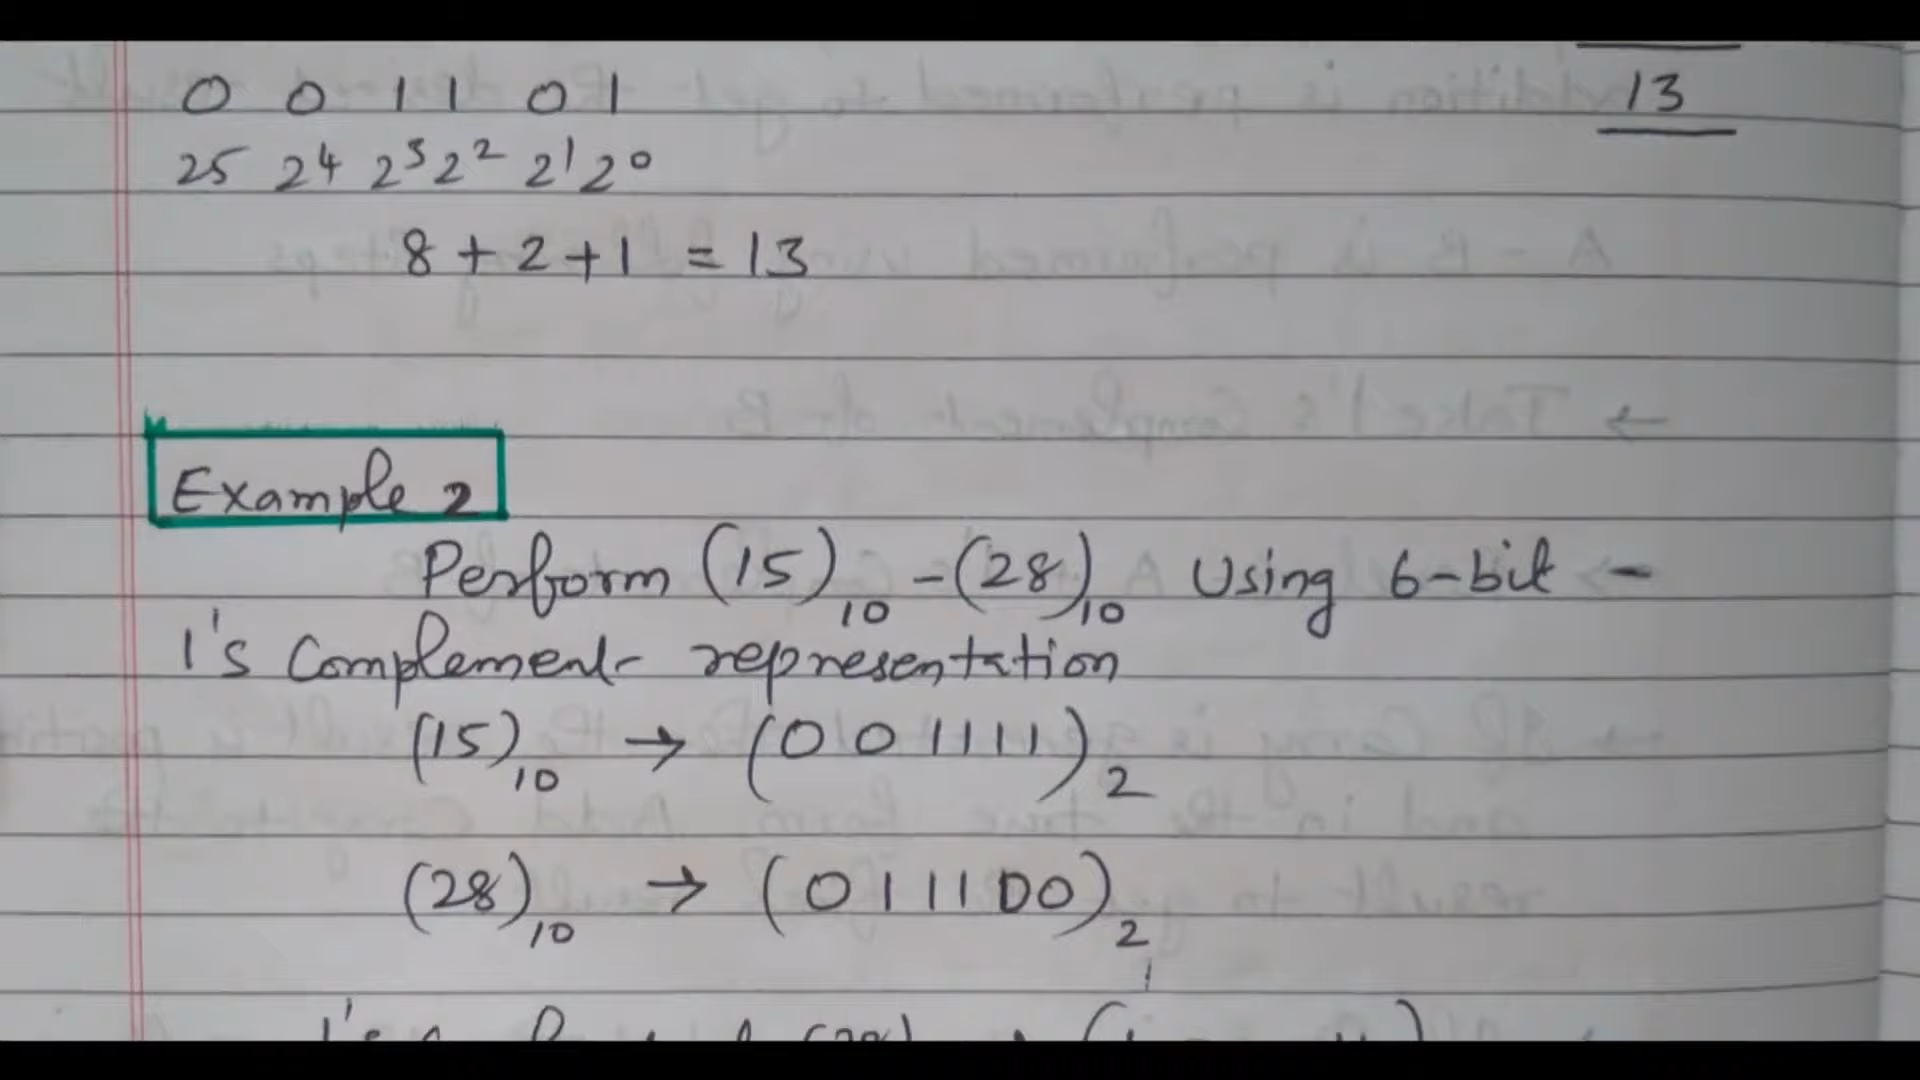 13
0 0 1 1 0 1
25 2⁴ 2³ 2² 2¹ 2⁰
8 + 2 + 1 = 13
Example 2
Perform (15)₁₀ - (28)₁₀ Using 6-bit -
1's Complement representation
(15)₁₀ → (001111)₂
(28)₁₀ → (011100)₂
1's